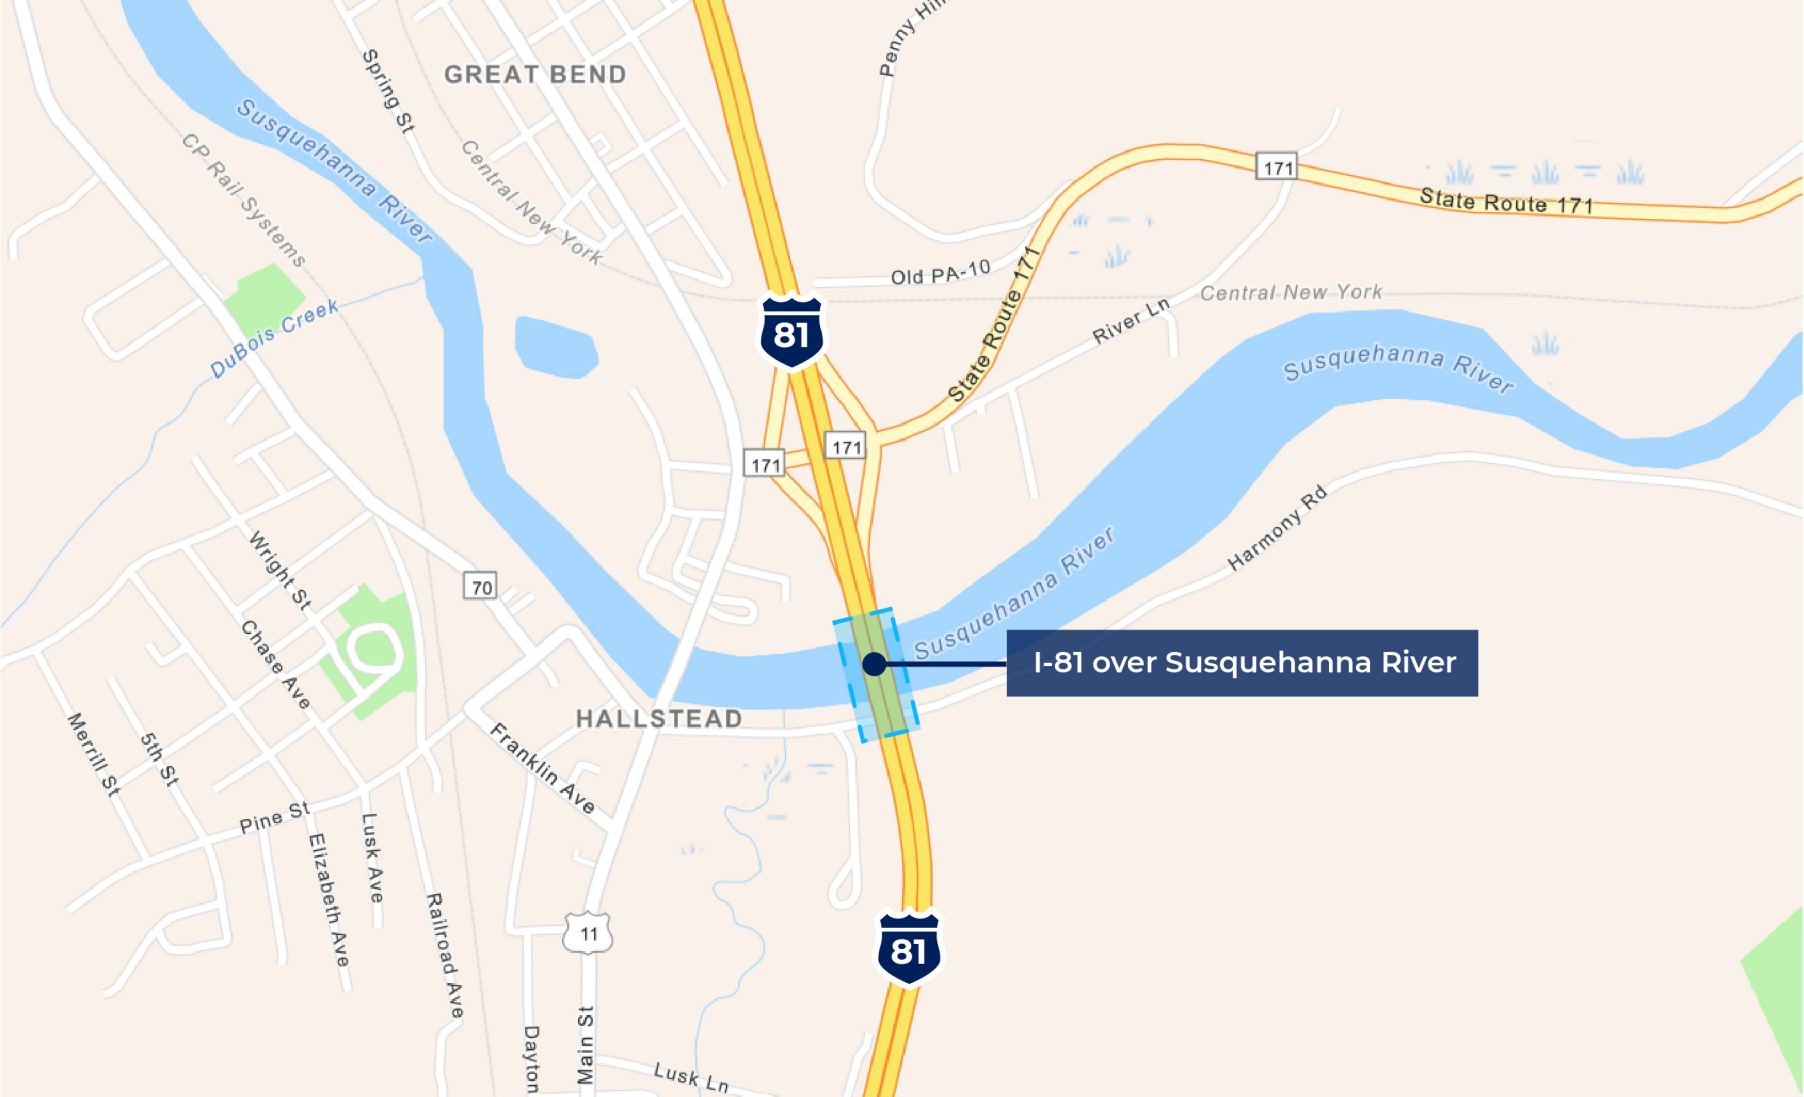 Penny Hill
GREAT BEND
Spring St
Susquehanna River
CP Rail Systems
Central New York
171
State Route 171
Old PA-10
State Route 171
River Ln
Central New York
DuBois Creek
81
Susquehanna River
171
171
Harmony Rd
Wright St
70
Susquehanna River
Chase Ave
I-81 over Susquehanna River
HALLSTEAD
Merrill St
5th St
Franklin Ave
Pine St
Lusk Ave
Elizabeth Ave
Railroad Ave
11
81
Main St
Dayton
Lusk Ln